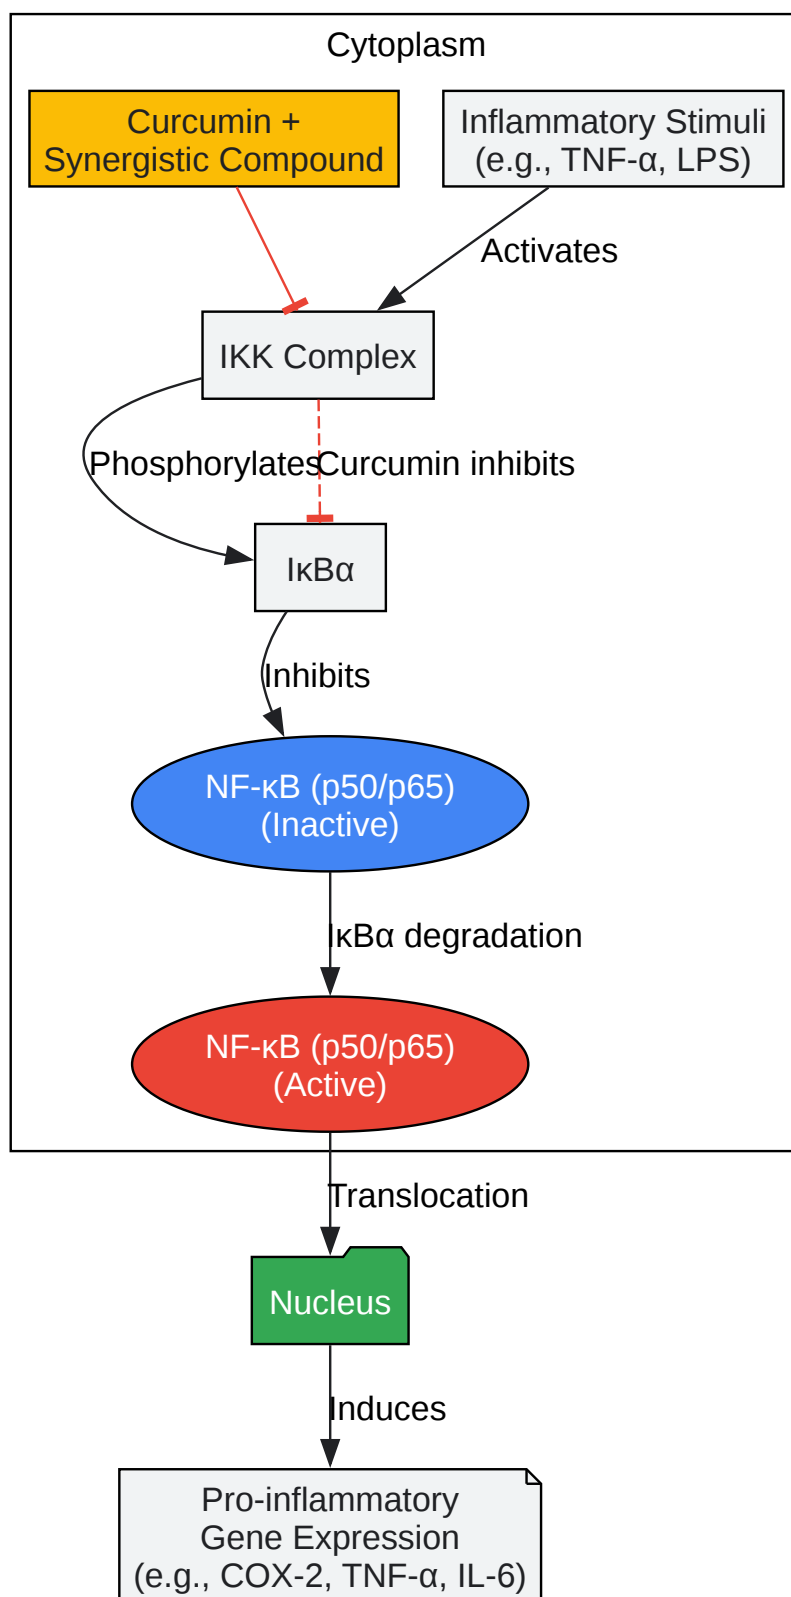 Cytoplasm
Curcumin +
Synergistic Compound
Inflammatory Stimuli
(e.g., TNF-α, LPS)
Activates
IKK Complex
Phosphorylates
Curcumin inhibits
IκBα
Inhibits
NF-κB (p50/p65)
(Inactive)
IκBα degradation
NF-κB (p50/p65)
(Active)
Translocation
Nucleus
Induces
Pro-inflammatory
Gene Expression
(e.g., COX-2, TNF-α, IL-6)